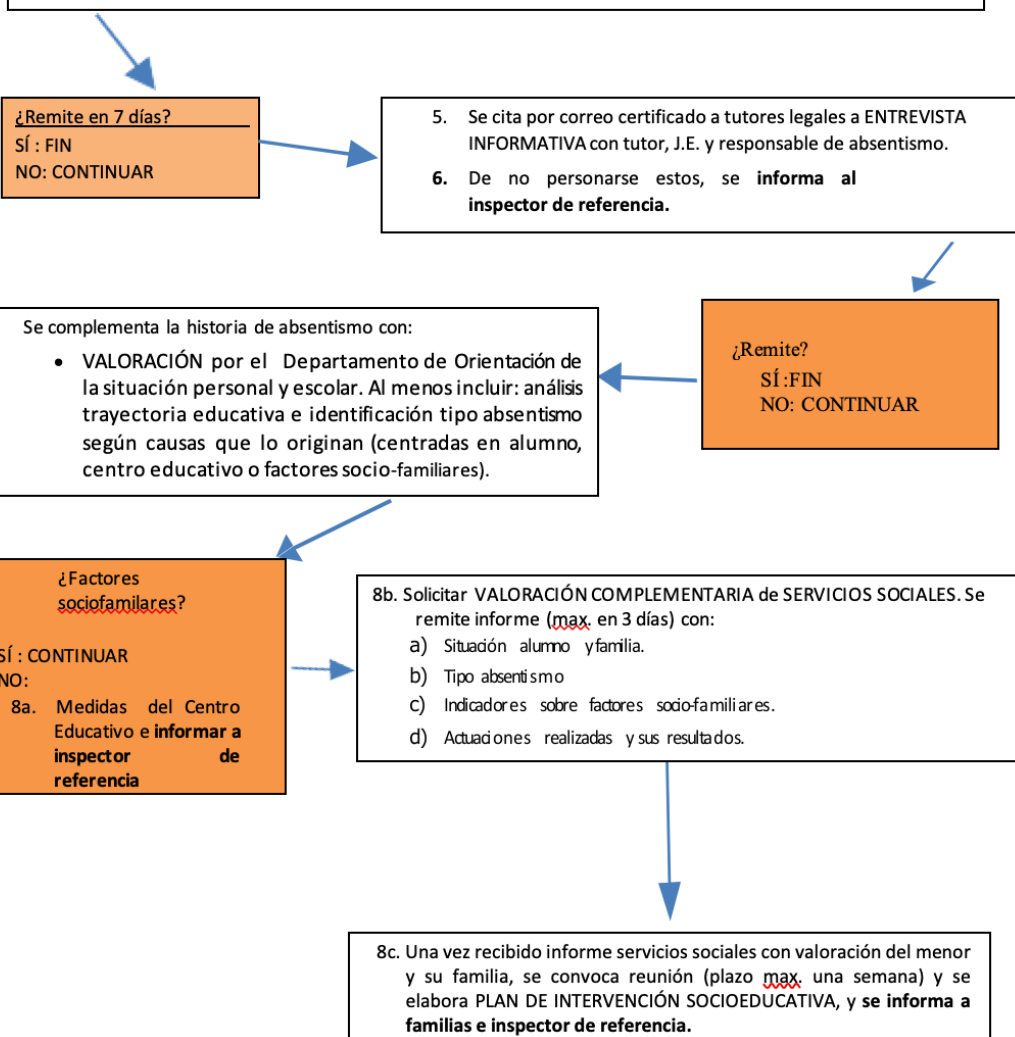 ¿Remite en 7 días?
SÍ : FIN
NO: CONTINUAR
5. Se cita por correo certificado a tutores legales a ENTREVISTA
INFORMATIVA con tutor, J.E. y responsable de absentismo.
6. De no personarse estos, se informa al
inspector de referencia.
¿Remite?
SÍ :FIN
NO: CONTINUAR
Se complementa la historia de absentismo con:
• VALORACIÓN por el Departamento de Orientación de
la situación personal y escolar. Al menos incluir: análisis
trayectoria educativa e identificación tipo absentismo
según causas que lo originan (centradas en alumno,
centro educativo o factores socio-familiares).
¿Factores
sociofamilares?
SÍ : CONTINUAR
NO:
8a. Medidas del Centro
Educativo e informar a
inspector de
referencia
8b. Solicitar VALORACIÓN COMPLEMENTARIA de SERVICIOS SOCIALES. Se
remite informe (max. en 3 días) con:
a) Situación alumno y familia.
b) Tipo absentismo
c) Indicadores sobre factores socio-familiares.
d) Actuaciones realizadas y sus resultados.
8c. Una vez recibido informe servicios sociales con valoración del menor
y su familia, se convoca reunión (plazo max. una semana) y se
elabora PLAN DE INTERVENCIÓN SOCIOEDUCATIVA, y se informa a
familias e inspector de referencia.